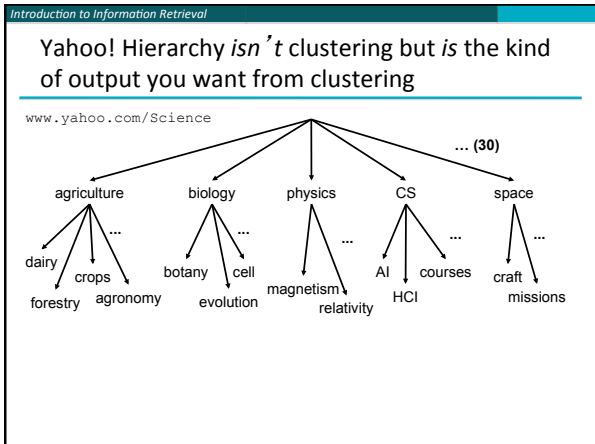 Introduction to Information Retrieval
Yahoo! Hierarchy isn't clustering but is the kind
of output you want from clustering
www.yahoo.com/Science
... (30)
agriculture biology physics CS space
... ... ... ... ...
dairy crops botany cell magnetism AI courses craft
forestry agronomy evolution relativity HCI missions